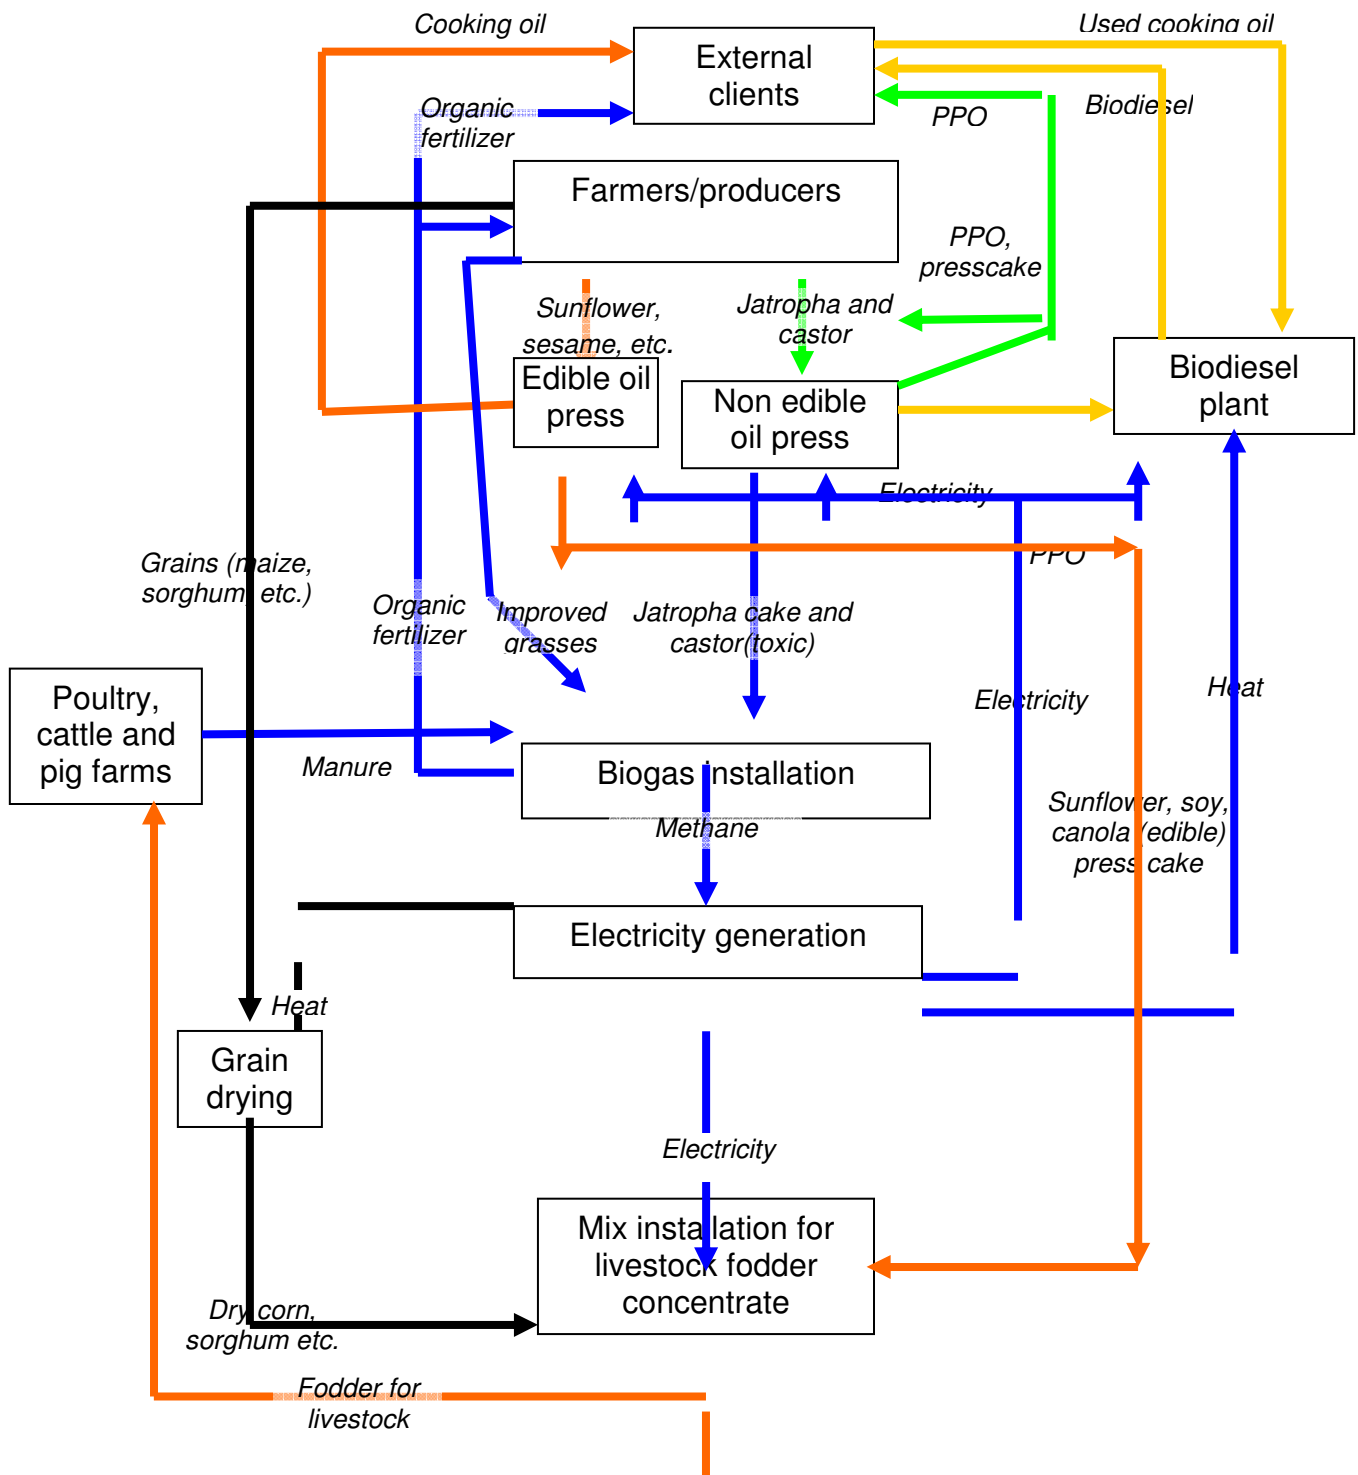 Cooking oil
Used cooking oil
External
clients
Organic
fertilizer
PPO
Biodiesel
Farmers/producers
PPO,
presscake
Sunflower,
sesame, etc.
Jatropha and
castor
Edible oil
press
Non edible
oil press
Biodiesel
plant
Electricity
PPO
Grains (maize,
sorghum, etc.)
Organic
fertilizer
Improved
grasses
Jatropha cake and
castor(toxic)
Poultry,
cattle and
pig farms
Electricity
Heat
Manure
Biogas installation
Sunflower, soy,
canola (edible)
press cake
Methane
Electricity generation
Heat
Grain
drying
Electricity
Mix installation for
livestock fodder
concentrate
Dry corn,
sorghum etc.
Fodder for
livestock